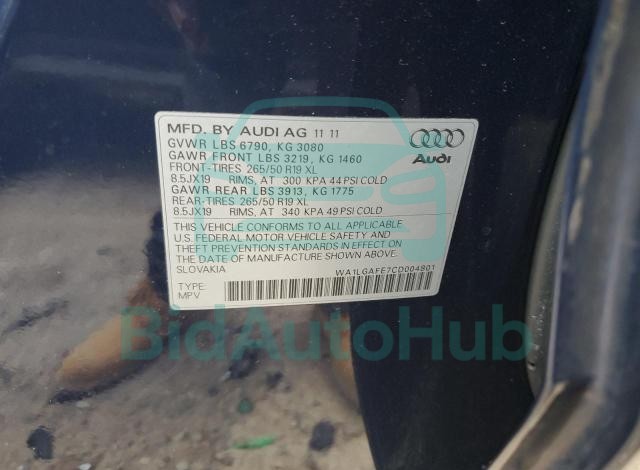 MFD. BY AUDI AG 11 11
GVWR LBS 6790, KG 3080
GAWR FRONT LBS 3219, KG 1460
FRONT-TIRES 265/50 R19 XL
8.5JX19 RIMS, AT 300 KPA 44 PSI COLD
GAWR REAR LBS 3913, KG 1775
REAR-TIRES 265/50 R19 XL
8.5JX19 RIMS, AT 340 KPA 49 PSI COLD
Audi
THIS VEHICLE CONFORMS TO ALL APPLICABLE
U.S. FEDERAL MOTOR VEHICLE SAFETY AND
THEFT PREVENTION STANDARDS IN EFFECT ON
THE DATE OF MANUFACTURE SHOWN ABOVE.
SLOVAKIA WA1LGAFE7CD004801
TYPE:
MPV
BidAutoHub